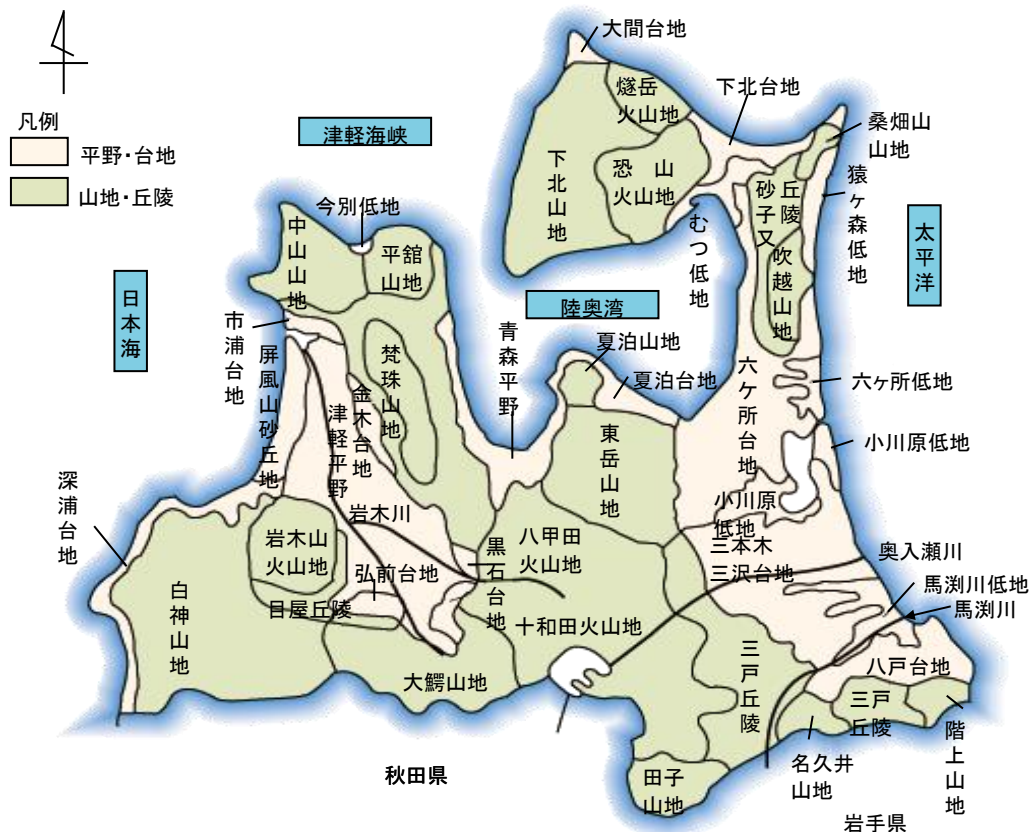 大間台地
燧岳
火山地
下北台地
桑畑山
山地
凡例
平野・台地
山地・丘陵
津軽海峡
恐山
火山地
下北山地
砂子又
丘陵
猿ヶ森低地
太平洋
今別低地
中山山地
平舘
山地
むつ低地
吹越山地
日本海
陸奥湾
市浦台地
屏風山砂丘地
梵珠山地
青森平野
夏泊山地
夏泊台地
六ケ所台地
六ヶ所低地
津軽平野
金木台地
東岳山地
小川原低地
深浦台地
小川原
低地
岩木川
岩木山
火山地
黒石台地
八甲田
火山地
三本木
三沢台地
奥入瀬川
弘前台地
馬渕川低地
馬渕川
目屋丘陵
白神山地
十和田火山地
三戸丘陵
八戸台地
大鰐山地
三戸
丘陵
階上山地
秋田県
田子
山地
名久井
山地
岩手県